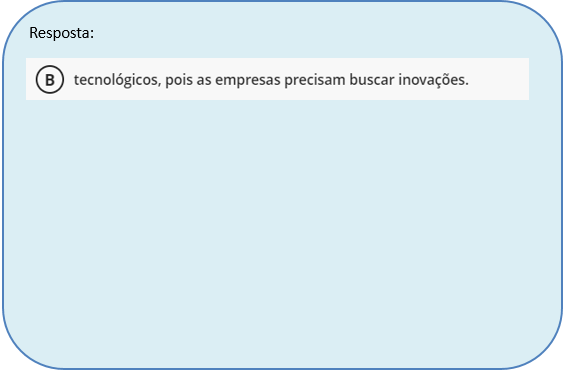 Resposta:
B tecnológicos, pois as empresas precisam buscar inovações.